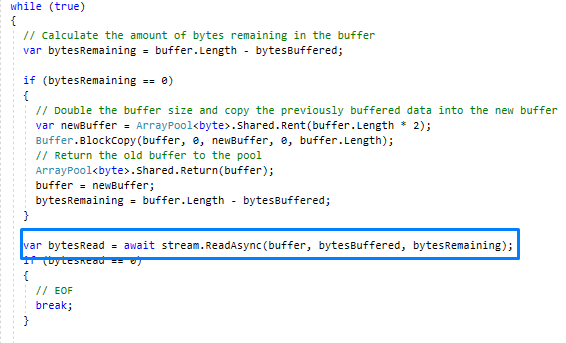 while (true)
{
// Calculate the amount of bytes remaining in the buffer
var bytesRemaining = buffer.Length - bytesBuffered;
if (bytesRemaining == 0)
{
// Double the buffer size and copy the previously buffered data into the new buffer
var newBuffer = ArrayPool<byte>.Shared.Rent(buffer.Length * 2);
Buffer.BlockCopy(buffer, 0, newBuffer, 0, buffer.Length);
// Return the old buffer to the pool
ArrayPool<byte>.Shared.Return(buffer);
buffer = newBuffer;
bytesRemaining = buffer.Length - bytesBuffered;
}
var bytesRead = await stream.ReadAsync(buffer, bytesBuffered, bytesRemaining);
if (bytesRead == 0)
{
// EOF
break;
}